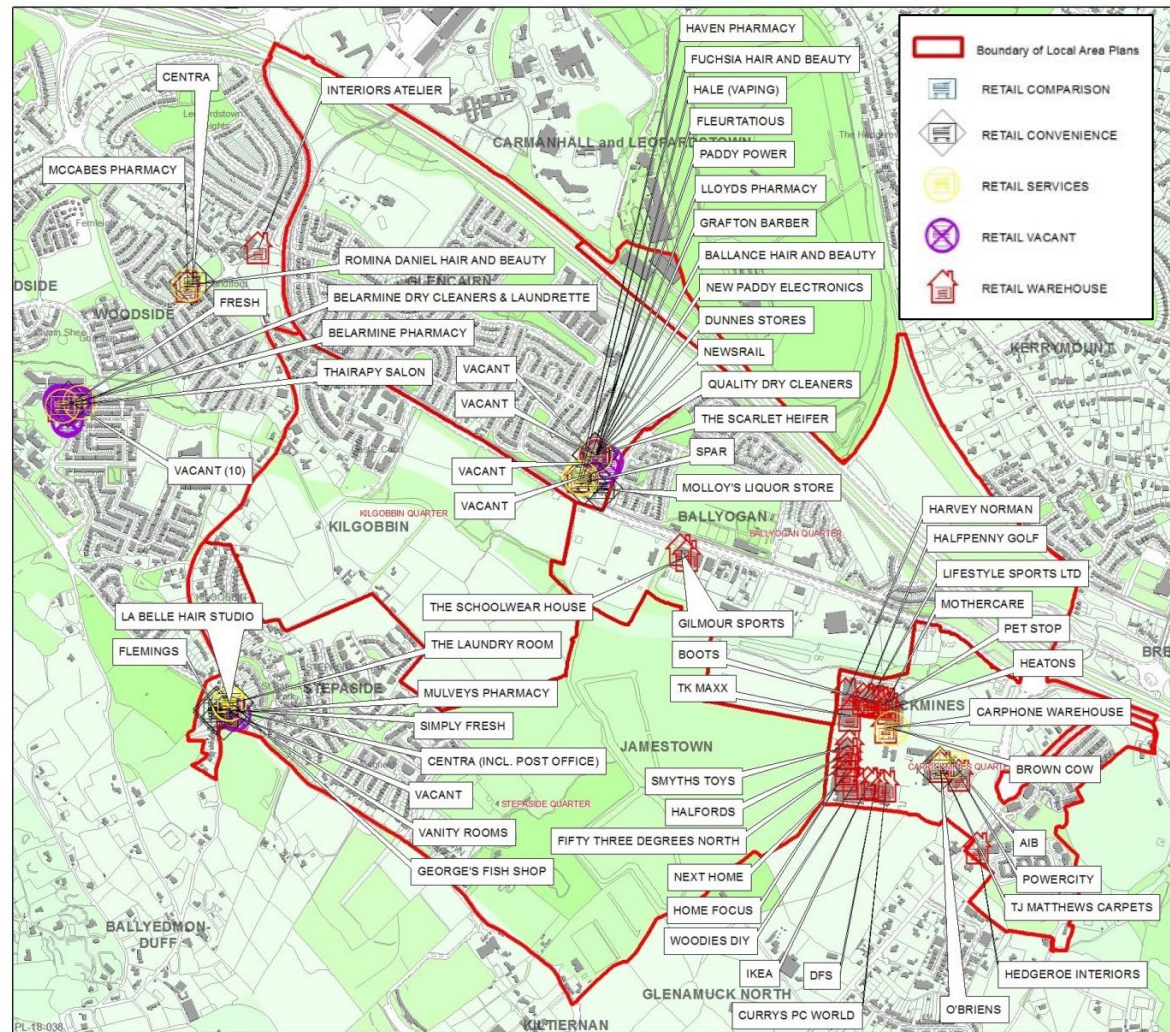 HAVEN PHARMACY
FUCHSIA HAIR AND BEAUTY
HALE (VAPING)
FLEURTATIOUS
PADDY POWER
LLOYDS PHARMACY
GRAFTON BARBER
BALLANCE HAIR AND BEAUTY
NEW PADDY ELECTRONICS
DUNNES STORES
NEWSRAIL
QUALITY DRY CLEANERS
THE SCARLET HEIFER
SPAR
MOLLOY'S LIQUOR STORE
Boundary of Local Area Plans
RETAIL COMPARISON
RETAIL CONVENIENCE
RETAIL SERVICES
RETAIL VACANT
RETAIL WAREHOUSE
CENTRA
INTERIORS ATELIER
CARMANHALL and LEOPARDSTOWN
MCCABES PHARMACY
ROMINA DANIEL HAIR AND BEAUTY
GLENCAIRN
FRESH
BELARMINE DRY CLEANERS & LAUNDRETTE
DSIDE
WOODSIDE
BELARMINE PHARMACY
THAIRAPY SALON
VACANT
VACANT
KERRYMOUNT
VACANT (10)
VACANT
VACANT
KILGOBBIN QUARTER
KILGOBBIN
BALLYOGAN
BALLYOGAN QUARTER
HARVEY NORMAN
HALFPENNY GOLF
LIFESTYLE SPORTS LTD
MOTHERCARE
PET STOP
HEATONS
CARPHONE WAREHOUSE
BROWN COW
THE SCHOOLWEAR HOUSE
GILMOUR SPORTS
BOOTS
TK MAXX
BRE
LA BELLE HAIR STUDIO
FLEMINGS
THE LAUNDRY ROOM
STEPASIDE
MULVEYS PHARMACY
SIMPLY FRESH
CENTRA (INCL. POST OFFICE)
VACANT
VANITY ROOMS
GEORGE'S FISH SHOP
STEPASIDE QUARTER
JAMESTOWN
SMYTHS TOYS
HALFORDS
FIFTY THREE DEGREES NORTH
NEXT HOME
HOME FOCUS
WOODIES DIY
IKEA
DFS
CURRYS PC WORLD
AIB
POWERCITY
TJ MATTHEWS CARPETS
HEDGEROE INTERIORS
O'BRIENS
BALLYEDMON-
DUFF
GLENAMUCK NORTH
KILTIERNAN
PL-18-038